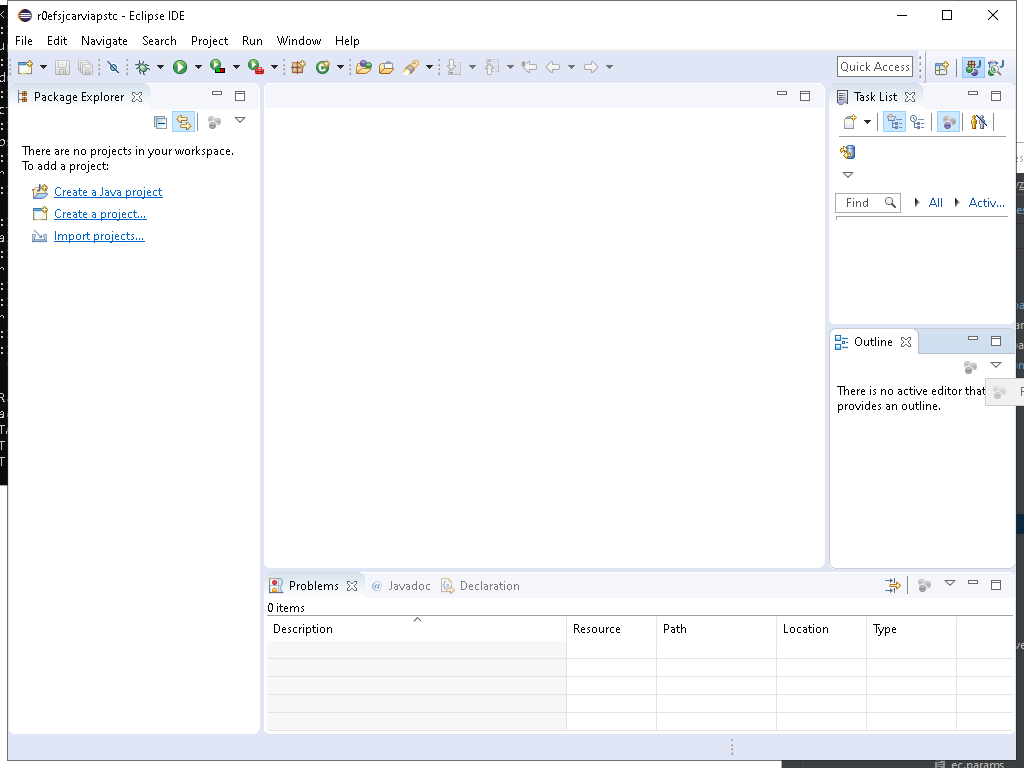 r0efsjcarviapstc - Eclipse IDE
File Edit Navigate Search Project Run Window Help
Quick Access
Package Explorer
Task List
There are no projects in your workspace.
To add a project:
Create a Java project
Create a project...
Import projects...
Find
All
Activ...
Outline
There is no active editor that
provides an outline.
Problems
@ Javadoc
Declaration
0 items
Description Resource Path Location Type
ec.params